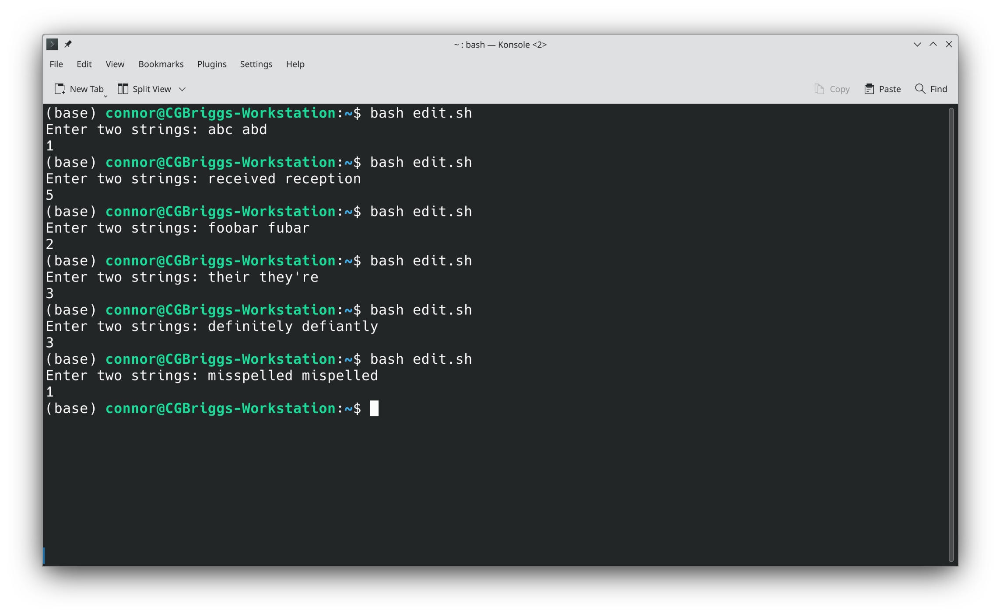 ~ : bash — Konsole <2>
File Edit View Bookmarks Plugins Settings Help
New Tab Split View Copy Paste Find
(base) connor@CGBriggs-Workstation:~$ bash edit.sh
Enter two strings: abc abd
1
(base) connor@CGBriggs-Workstation:~$ bash edit.sh
Enter two strings: received reception
5
(base) connor@CGBriggs-Workstation:~$ bash edit.sh
Enter two strings: foobar fubar
2
(base) connor@CGBriggs-Workstation:~$ bash edit.sh
Enter two strings: their they're
3
(base) connor@CGBriggs-Workstation:~$ bash edit.sh
Enter two strings: definitely defiantly
3
(base) connor@CGBriggs-Workstation:~$ bash edit.sh
Enter two strings: misspelled mispelled
1
(base) connor@CGBriggs-Workstation:~$